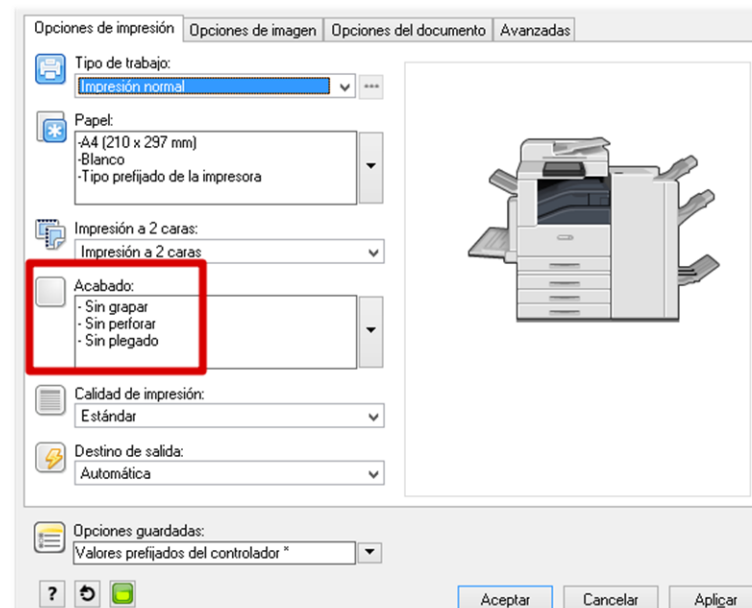 Opciones de impresión Opciones de imagen Opciones del documento Avanzadas
Tipo de trabajo:
Impresión normal
Papel:
-A4 (210 x 297 mm)
-Blanco
-Tipo prefijado de la impresora
Impresión a 2 caras:
Impresión a 2 caras
Acabado:
- Sin grapar
- Sin perforar
- Sin plegado
Calidad de impresión:
Estándar
Destino de salida:
Automática
Opciones guardadas:
Valores prefijados del controlador *
?
Aceptar Cancelar Aplicar